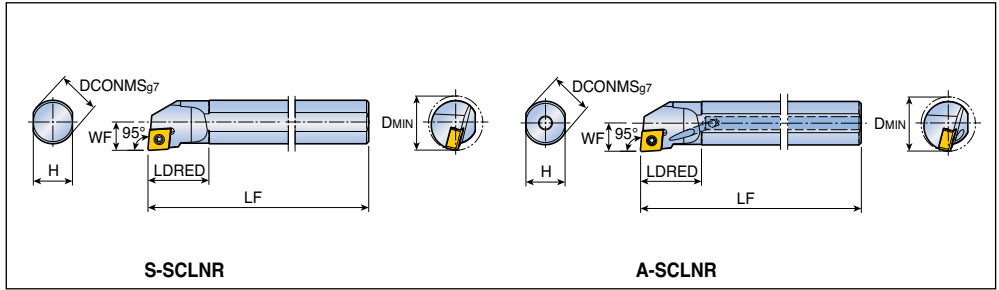 DCONMSg7
WF
95°
H
LDRED
LF
DMIN
S-SCLNR
DCONMSg7
WF
95°
H
LDRED
LF
DMIN
A-SCLNR